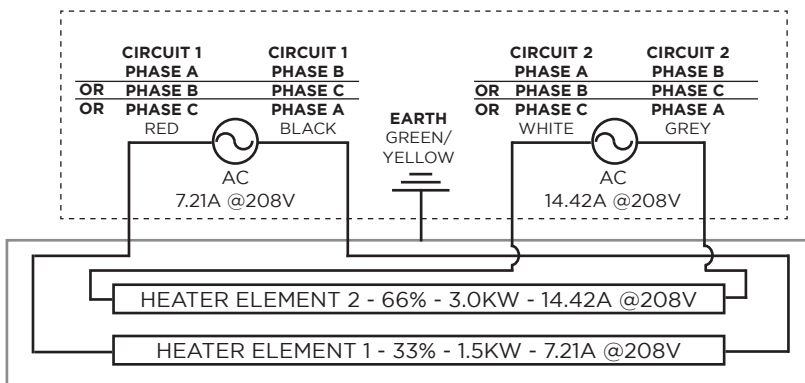 CIRCUIT 1 CIRCUIT 1 CIRCUIT 2 CIRCUIT 2
PHASE A PHASE B PHASE A PHASE B
OR PHASE B PHASE C OR PHASE B PHASE C
OR PHASE C PHASE A OR PHASE C PHASE A
RED BLACK WHITE GREY
EARTH
GREEN/
YELLOW
AC AC
7.21A @208V 14.42A @208V
HEATER ELEMENT 2 - 66% - 3.0KW - 14.42A @208V
HEATER ELEMENT 1 - 33% - 1.5KW - 7.21A @208V